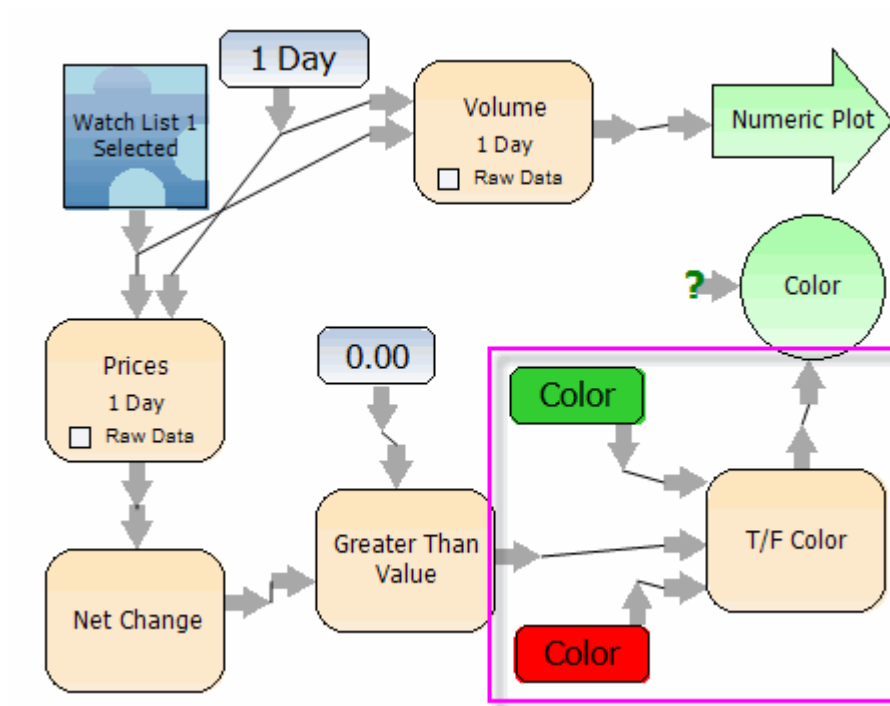 1 Day
Watch List 1
Selected
Volume
1 Day
Raw Data
Numeric Plot
?
Color
Prices
1 Day
Raw Data
0.00
Color
Greater Than
Value
T/F Color
Net Change
Color